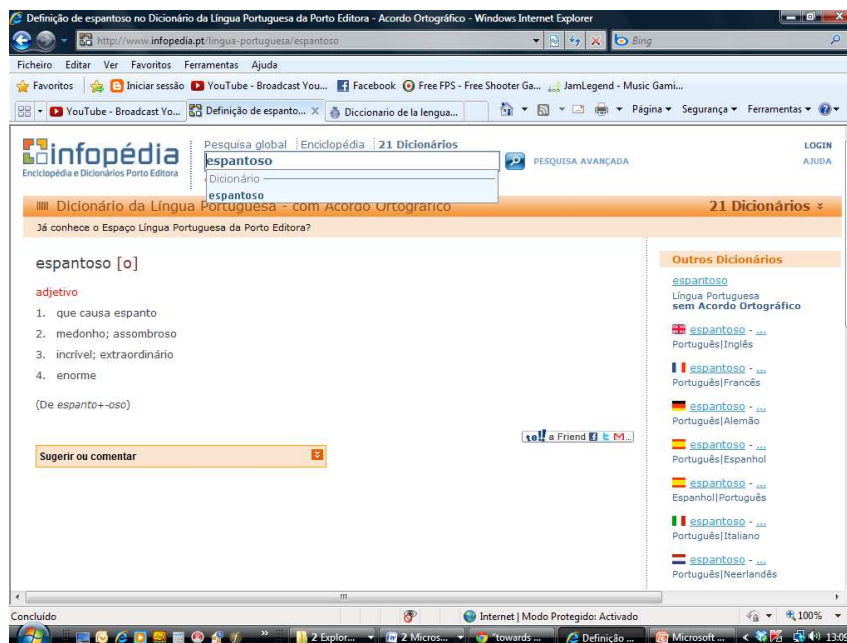 Definição de espantoso no Dicionário da Língua Portuguesa da Porto Editora - Acordo Ortográfico - Windows Internet Explorer
http://www.infopedia.pt/lingua-portuguesa/espantoso
Bing
Ficheiro Editar Ver Favoritos Ferramentas Ajuda
Favoritos Iniciar sessão YouTube - Broadcast You... Facebook Free FPS - Free Shooter Ga... JamLegend - Music Gami...
YouTube - Broadcast Yo... Definição de espanto... X Diccionario de la lengua... Página Segurança Ferramentas
infopédia
Enciclopédia e Dicionários Porto Editora
Pesquisa global Enciclopédia 21 Dicionários
espantoso
PESQUISA AVANÇADA
LOGIN
AJUDA
Dicionário
espantoso
Dicionário da Língua Portuguesa - com Acordo Ortográfico
21 Dicionários
Já conhece o Espaço Língua Portuguesa da Porto Editora?
espantoso [o]
adjetivo
1. que causa espanto
2. medonho; assombroso
3. incrível; extraordinário
4. enorme
(De espanto+-oso)
tell a Friend
Sugerir ou comentar
Outros Dicionários
espantoso
Língua Portuguesa
sem Acordo Ortográfico
espantoso - ...
Português|Inglês
espantoso - ...
Português|Francês
espantoso - ...
Português|Alemão
espantoso - ...
Português|Espanhol
espantoso - ...
Espanhol|Português
espantoso - ...
Português|Italiano
espantoso - ...
Português|Neerlandês
Concluído
Internet | Modo Protegido: Activado
100%
2 Explor... 2 Micros... "towards ... Definição ... Microsoft ... 13:09